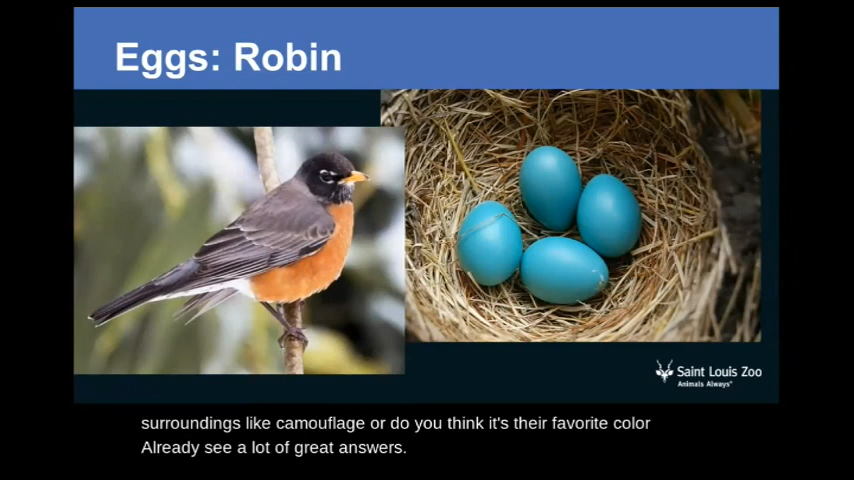 Eggs: Robin
Saint Louis Zoo
Animals Always®
surroundings like camouflage or do you think it's their favorite color
Already see a lot of great answers.